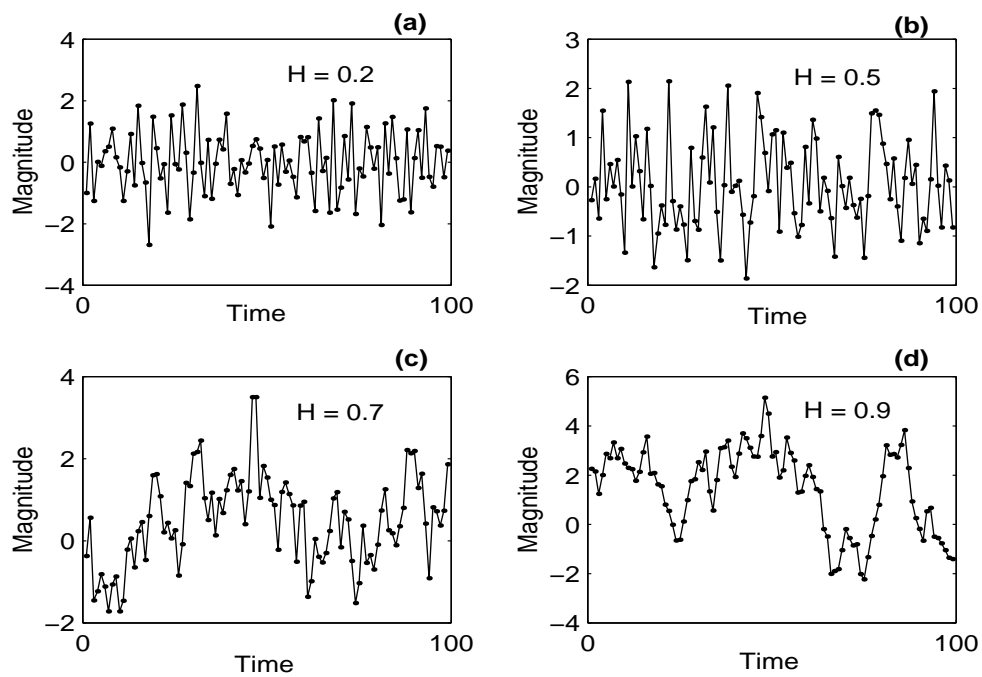 (a)
H = 0.2
Magnitude
4
2
0
−2
−4
0
Time
100
(b)
H = 0.5
Magnitude
3
2
1
0
−1
−2
0
Time
100
(c)
H = 0.7
Magnitude
4
2
0
−2
0
Time
100
(d)
H = 0.9
Magnitude
6
4
2
0
−2
−4
0
Time
100